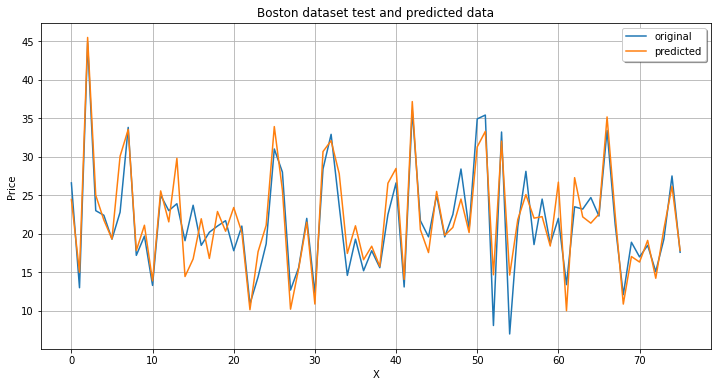 Boston dataset test and predicted data
original
predicted
45
40
35
30
25
20
15
10
Price
0 10 20 30 40 50 60 70
X